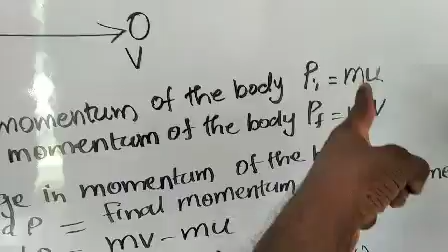 V
momentum of the body Pi = mu
momentum of the body Pf = V
ge in momentum of the
d P = final momentum
mv - mu